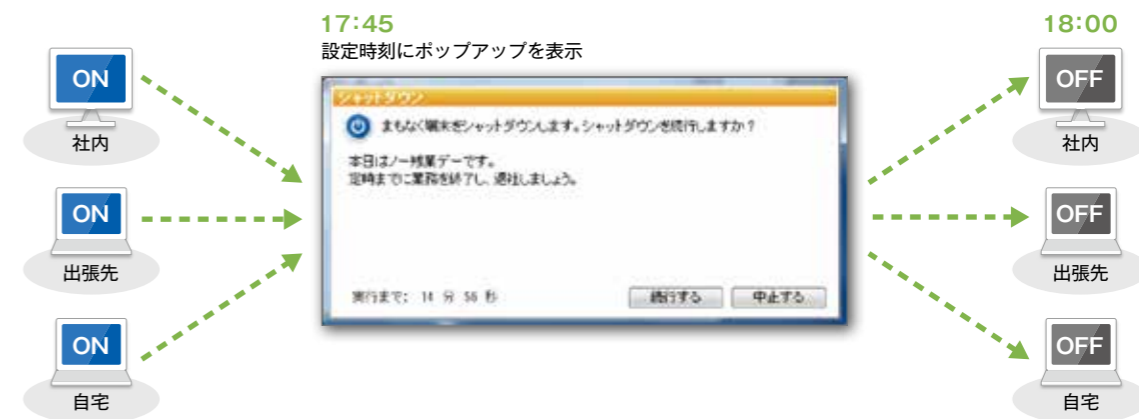 17:45
設定時刻にポップアップを表示
18:00
ON
社内
ON
出張先
ON
自宅
シャットダウン
まもなく端末をシャットダウンします。シャットダウンを続行しますか?
本日はノー残業デーです。
定時までに業務を終了し、退社しましょう。
実行まで: 14 分 56 秒
続行する
中止する
OFF
社内
OFF
出張先
OFF
自宅